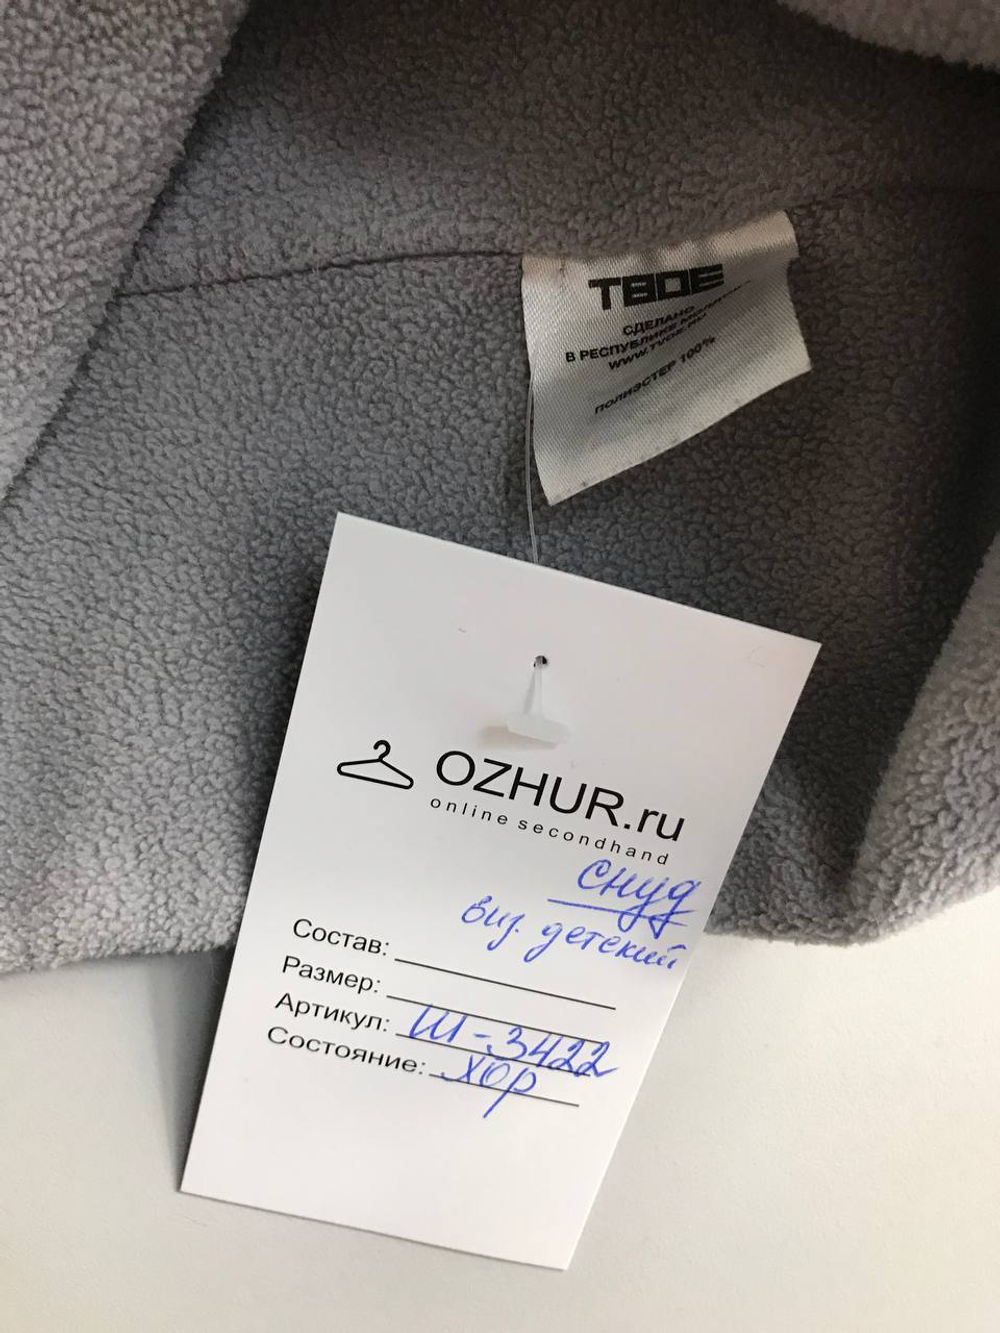 ТВОЕ
СДЕЛАНО
В РЕСПУБЛИКЕ
WWW.TVOE.RU
ПОЛИЭСТЕР 100%
OZHUR.ru
online secondhand
снуд
виз. детский
Состав:
Размер:
Артикул: Ш-3422
Состояние: хор